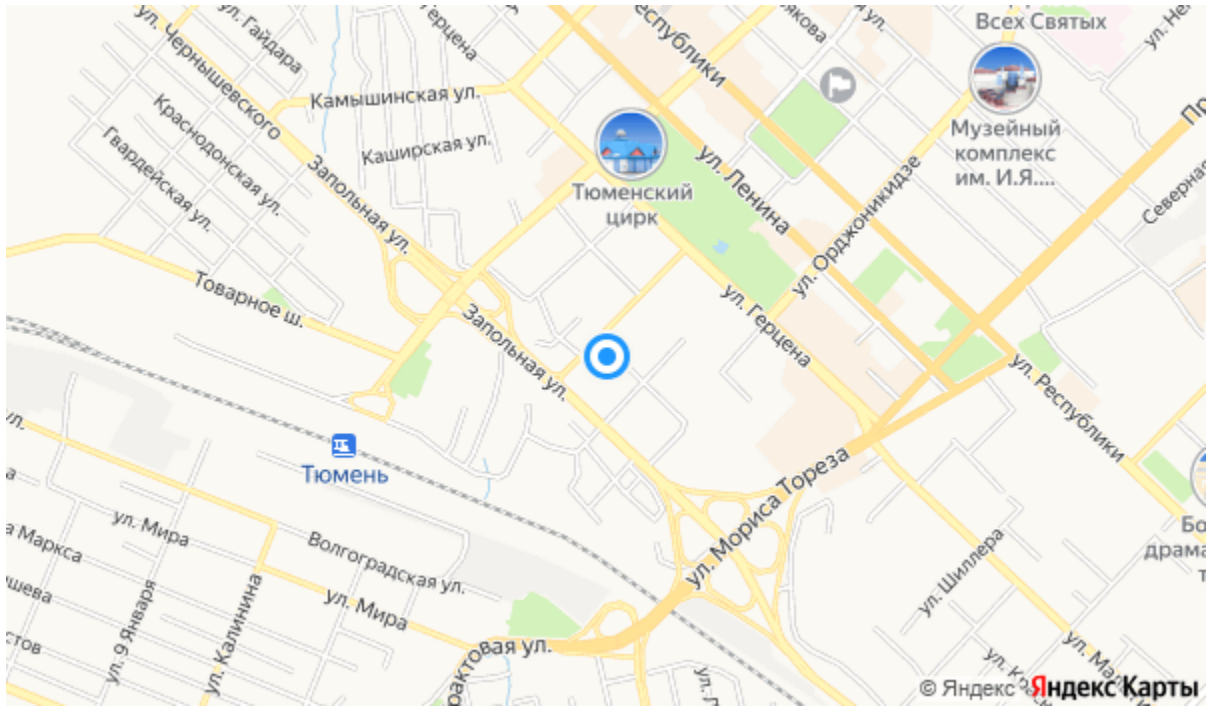 ул. Чернышевского
ул. Гайдара
Герцена
Республики
Всех Святых
Камышинская ул.
Краснодонская ул.
Каширская ул.
Гвардейская ул.
Запольная ул.
Тюменский
цирк
ул. Ленина
Музейный
комплекс
им. И.Я....
ул. Орджоникидзе
Северная
Товарное ш.
Запольная ул.
ул. Герцена
ул. Республики
Тюмень
ул. Мориса Тореза
ул. Мира
Маркса
Волгоградская ул.
ул. Мира
ул. 9 Января
ул. Калинина
ул. Шиллера
© Яндекс Яндекс Карты